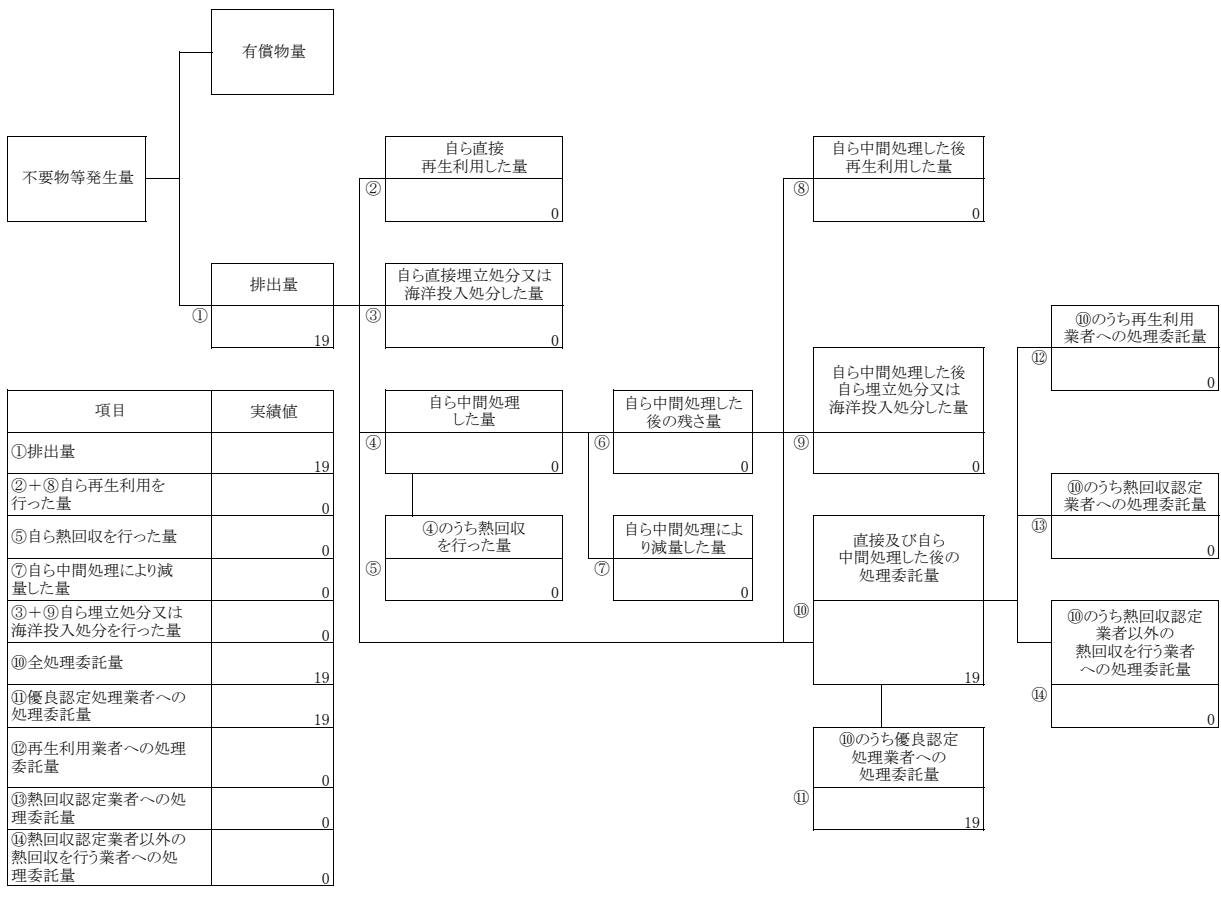 有償物量
不要物等発生量
排出量
①
19
自ら直接
再生利用した量
②
0
自ら直接埋立処分又は
海洋投入処分した量
③
0
自ら中間処理
した量
④
0
④のうち熱回収
を行った量
⑤
0
自ら中間処理した
後の残さ量
⑥
0
自ら中間処理によ
り減量した量
⑦
0
自ら中間処理した後
再生利用した量
⑧
0
自ら中間処理した後
自ら埋立処分又は
海洋投入処分した量
⑨
0
直接及び自ら
中間処理した後の
処理委託量
⑩
19
⑩のうち優良認定
処理業者への
処理委託量
⑪
19
⑩のうち再生利用
業者への処理委託量
⑫
0
⑩のうち熱回収認定
業者への処理委託量
⑬
0
⑩のうち熱回収認定
業者以外の
熱回収を行う業者
への処理委託量
⑭
0
項目 実績値
①排出量
19
②+⑧自ら再生利用を
行った量
0
⑤自ら熱回収を行った量
0
⑦自ら中間処理により減
量した量
0
③+⑨自ら埋立処分又は
海洋投入処分を行った量
0
⑩全処理委託量
19
⑪優良認定処理業者への
処理委託量
19
⑫再生利用業者への処理
委託量
0
⑬熱回収認定業者への処
理委託量
0
⑭熱回収認定業者以外の
熱回収を行う業者への処
理委託量
0